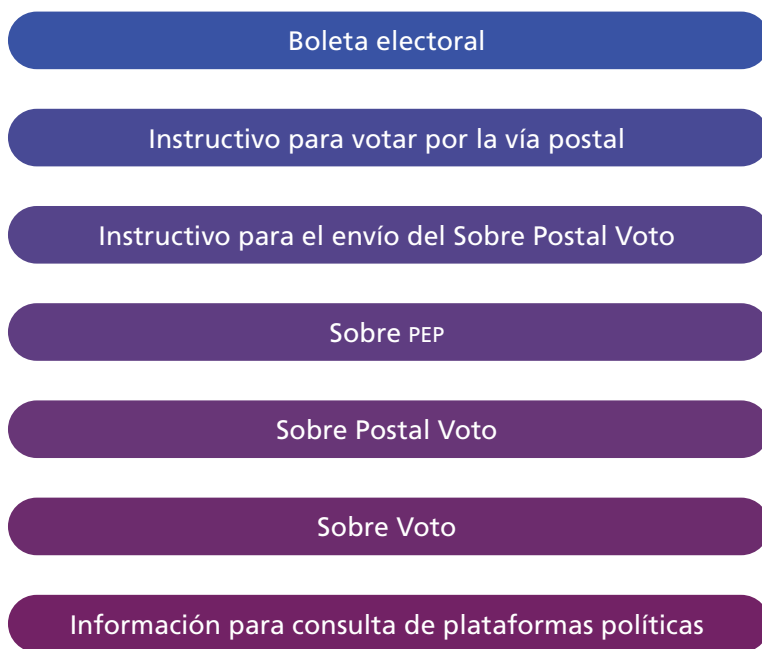 Boleta electoral
Instructivo para votar por la vía postal
Instructivo para el envío del Sobre Postal Voto
Sobre PEP
Sobre Postal Voto
Sobre Voto
Información para consulta de plataformas políticas